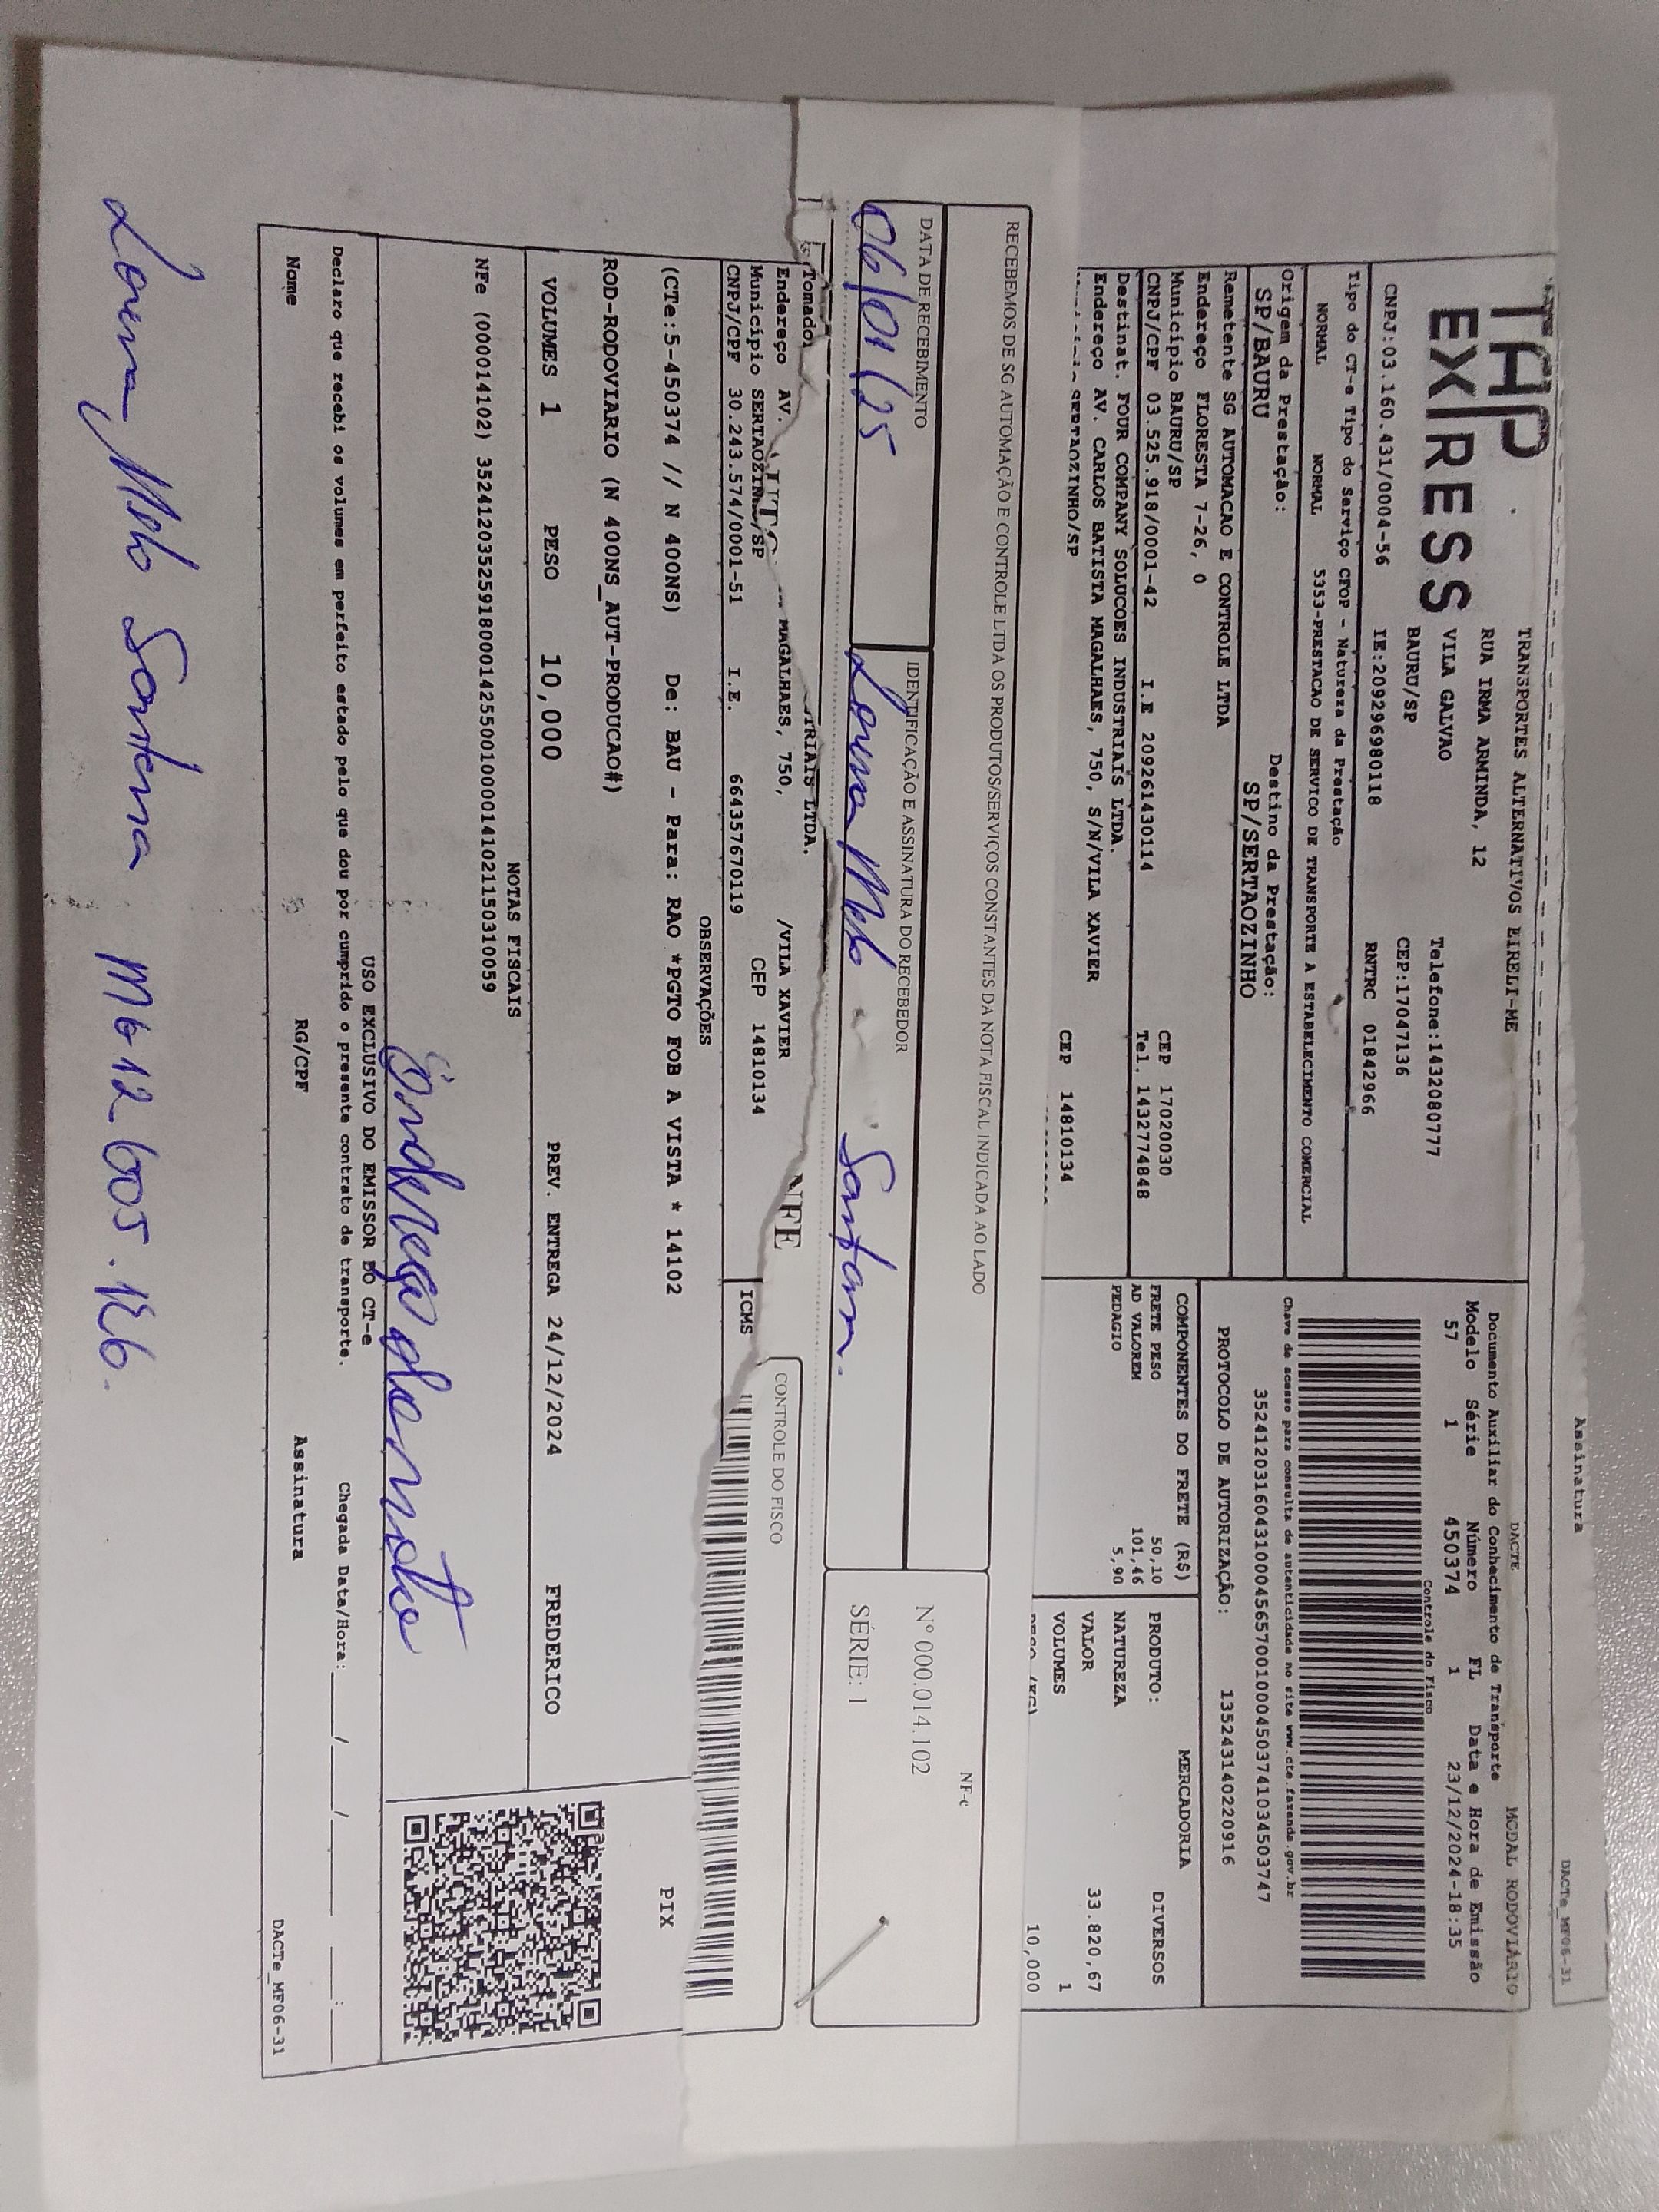 Assinatura
DACTe_MF06-31
TAP
EXPRESS
TRANSPORTES ALTERNATIVOS EIRELI-ME
RUA IRMA ARMINDA, 12
VILA GALVAO
BAURU/SP
Telefone:1432080777
CEP:17047136
CNPJ:03.160.431/0004-56 IE:209296980118 RNTRC 01842966
DACTE MODAL RODOVIÁRIO
Documento Auxiliar do Conhecimento de Transporte
Modelo Série Número FL Data e Hora de Emissão
57 1 450374 1 23/12/2024-18:35
Controle do Fisco
Tipo do CT-e Tipo do Serviço CFOP - Natureza da Prestação
NORMAL NORMAL 5353-PRESTACAO DE SERVICO DE TRANSPORTE A ESTABELECIMENTO COMERCIAL
Chave de acesso para consulta de autenticidade no site www.cte.fazenda.gov.br
35241203160431000456570010004503741034503747
Origem da Prestação: Destino da Prestação:
SP/BAURU SP/SERTAOZINHO
PROTOCOLO DE AUTORIZAÇÃO: 135243140220916
Remetente SG AUTOMACAO E CONTROLE LTDA
Endereço FLORESTA 7-26, 0
Município BAURU/SP CEP 17020030
CNPJ/CPF 03.525.918/0001-42 I.E 209261430114 Tel. 1432774848
Destinat. FOUR COMPANY SOLUCOES INDUSTRIAIS LTDA.
Endereço AV. CARLOS BATISTA MAGALHAES, 750, S/N/VILA XAVIER
SERTAOZINHO/SP CEP 14810134
COMPONENTES DO FRETE (R$)
FRETE PESO 50,10
AD VALOREM 101,46
PEDAGIO 5,90
MERCADORIA
PRODUTO: DIVERSOS
NATUREZA
VALOR 33.820,67
VOLUMES 1
10,000
RECEBEMOS DE SG AUTOMAÇÃO E CONTROLE LTDA OS PRODUTOS/SERVIÇOS CONSTANTES DA NOTA FISCAL INDICADA AO LADO
NF-e
Nº 000.014.102
SÉRIE: 1
DATA DE RECEBIMENTO
06/01/25
IDENTIFICAÇÃO E ASSINATURA DO RECEBEDOR
Melo Santana.
NFE
CONTROLE DO FISCO
Tomador TRIAIS LTDA.
Endereço AV. MAGALHAES, 750, /VILA XAVIER
Município SERTAOZINHO/SP CEP 14810134
CNPJ/CPF 30.243.574/0001-51 I.E. 664357670119
ICMS
OBSERVAÇÕES
(CTe:5-450374 // N 400NS) De: BAU - Para: RAO *PGTO FOB A VISTA * 14102
ROD-RODOVIARIO (N 400NS_AUT-PRODUCAO#)
PIX
VOLUMES 1 PESO 10,000 PREV. ENTREGA 24/12/2024 FREDERICO
NOTAS FISCAIS
NFe (000014102) 35241203525918000142550010000141021150310059
USO EXCLUSIVO DO EMISSOR DO CT-e
Declaro que recebi os volumes em perfeito estado pelo que dou por cumprido o presente contrato de transporte. Chegada Data/Hora:____/____/____ ____:____
Nome RG/CPF Assinatura
DACTe_MF06-31
Melo Santana MG 12.605.126.